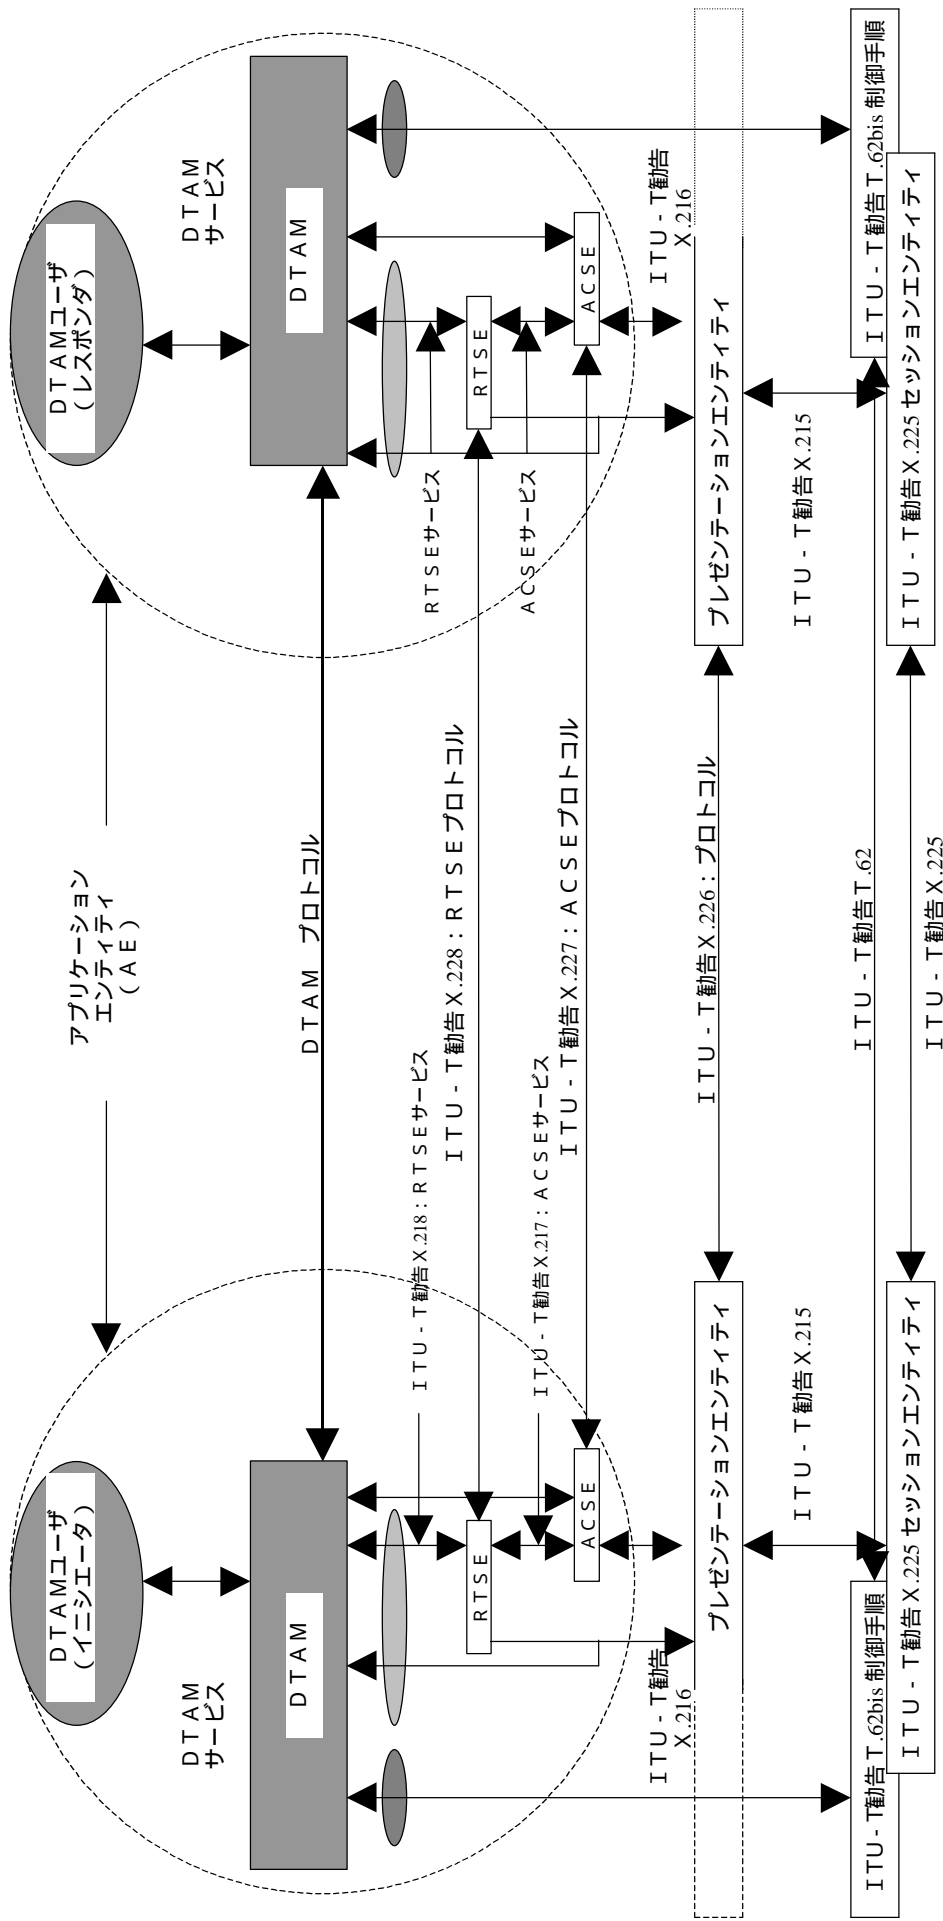 ＤＴＡＭユーザ
（イニシエータ）
ＤＴＡＭ
サービス
ＤＴＡＭ
ＲＴＳＥ
ＡＣＳＥ
ＩＴＵ‐Ｔ勧告
Ｘ.216
プレゼンテーションエンティティ
ＩＴＵ‐Ｔ勧告Ｘ.215
ＩＴＵ‐Ｔ勧告Ｔ.62bis 制御手順
ＩＴＵ‐Ｔ勧告Ｘ.225 セッションエンティティ
アプリケーション
エンティティ
（ＡＥ）
ＤＴＡＭ プロトコル
ＩＴＵ‐Ｔ勧告Ｘ.218：ＲＴＳＥサービス
ＩＴＵ‐Ｔ勧告Ｘ.228：ＲＴＳＥプロトコル
ＩＴＵ‐Ｔ勧告Ｘ.217：ＡＣＳＥサービス
ＩＴＵ‐Ｔ勧告Ｘ.227：ＡＣＳＥプロトコル
ＩＴＵ‐Ｔ勧告Ｘ.226：プロトコル
ＩＴＵ‐Ｔ勧告Ｔ.62
ＩＴＵ‐Ｔ勧告Ｘ.225
ＤＴＡＭユーザ
（レスポンダ）
ＤＴＡＭ
サービス
ＤＴＡＭ
ＲＴＳＥサービス
ＲＴＳＥ
ＡＣＳＥサービス
ＡＣＳＥ
ＩＴＵ‐Ｔ勧告
Ｘ.216
プレゼンテーションエンティティ
ＩＴＵ‐Ｔ勧告Ｘ.215
ＩＴＵ‐Ｔ勧告Ｔ.62bis 制御手順
ＩＴＵ‐Ｔ勧告Ｘ.225 セッションエンティティ